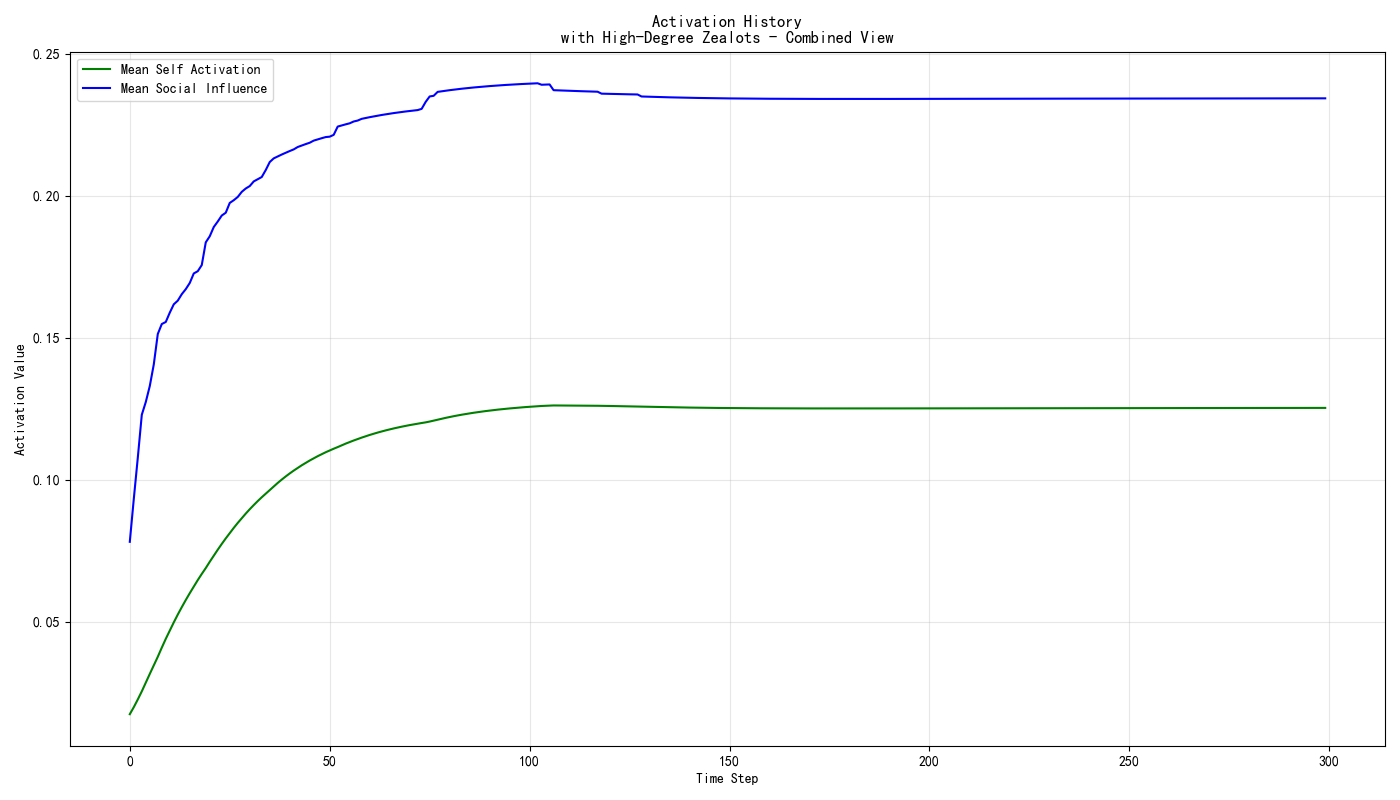 Activation History
with High-Degree Zealots - Combined View
Mean Self Activation
Mean Social Influence
Activation Value
0.25
0.20
0.15
0.10
0.05
0
50
100
150
200
250
300
Time Step